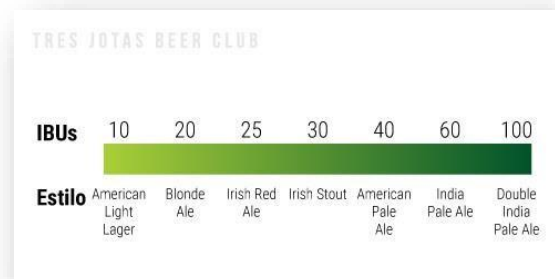 TRES JOTAS BEER CLUB
IBUs 10 20 25 30 40 60 100
Estilo American Blonde Irish Red Irish Stout American India Double
Light Ale Ale Pale Pale Ale India
Lager Ale Pale Ale